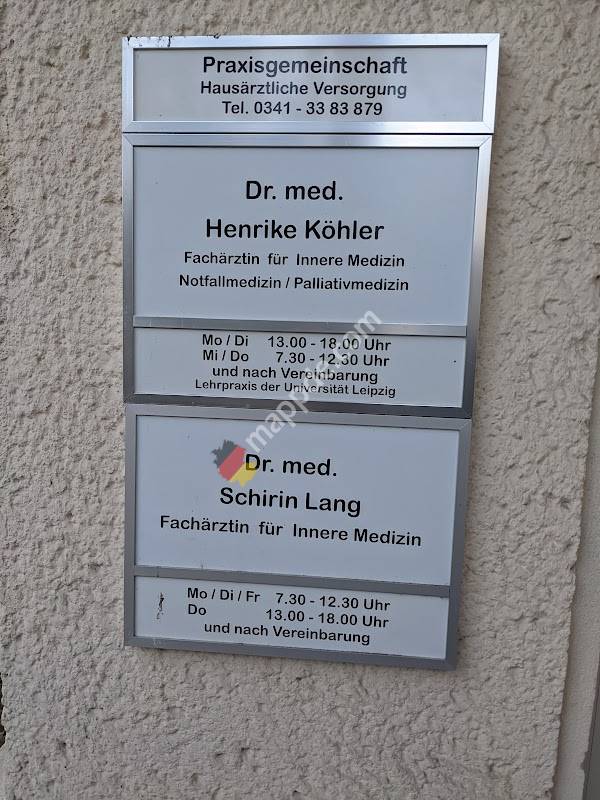 Praxisgemeinschaft
Hausärztliche Versorgung
Tel. 0341 - 33 83 879
Dr. med.
Henrike Köhler
Fachärztin für Innere Medizin
Notfallmedizin / Palliativmedizin
Mo / Di 13.00 - 18.00 Uhr
Mi / Do 7.30 - 12.30 Uhr
und nach Vereinbarung
Lehrpraxis der Universität Leipzig
Dr. med.
Schirin Lang
Fachärztin für Innere Medizin
Mo / Di / Fr 7.30 - 12.30 Uhr
Do 13.00 - 18.00 Uhr
und nach Vereinbarung